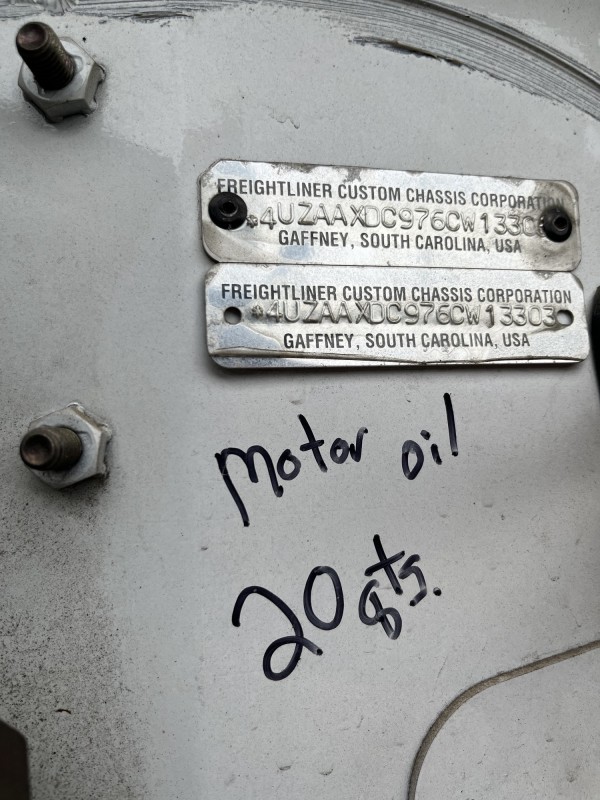 FREIGHTLINER CUSTOM CHASSIS CORPORATION
*4UZAAXDC976CW1330
GAFFNEY, SOUTH CAROLINA, USA
FREIGHTLINER CUSTOM CHASSIS CORPORATION
*4UZAAXDC976CW13303
GAFFNEY, SOUTH CAROLINA, USA
Motor oil
20 qts.